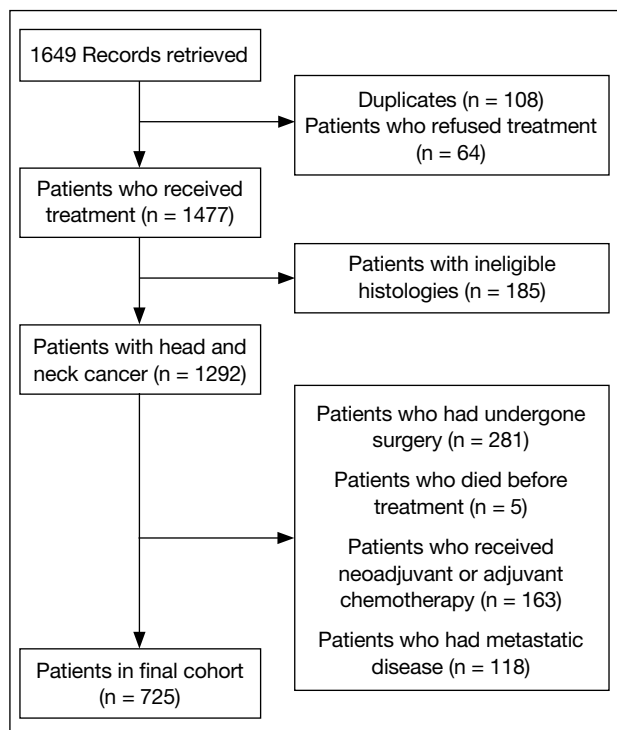 1649 Records retrieved
Duplicates (n = 108)
Patients who refused treatment
(n = 64)
Patients who received
treatment (n = 1477)
Patients with ineligible
histologies (n = 185)
Patients with head and
neck cancer (n = 1292)
Patients who had undergone
surgery (n = 281)
Patients who died before
treatment (n = 5)
Patients who received
neoadjuvant or adjuvant
chemotherapy (n = 163)
Patients who had metastatic
disease (n = 118)
Patients in final cohort
(n = 725)